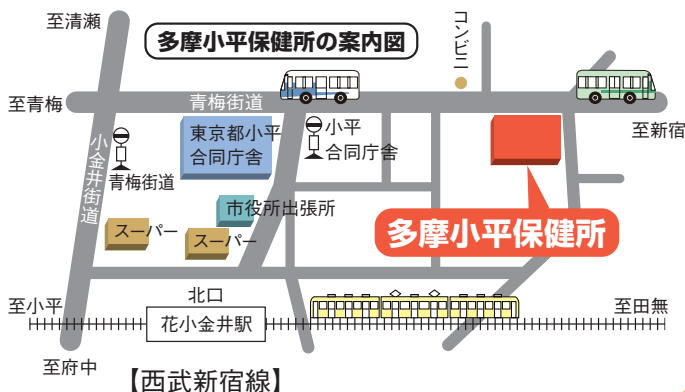 至清瀬
多摩小平保健所の案内図
コンビニ
至青梅
青梅街道
至新宿
小金井街道
青梅街道
東京都小平
合同庁舎
小平
合同庁舎
市役所出張所
スーパー
スーパー
多摩小平保健所
至小平
北口
花小金井駅
至田無
至府中
【西武新宿線】